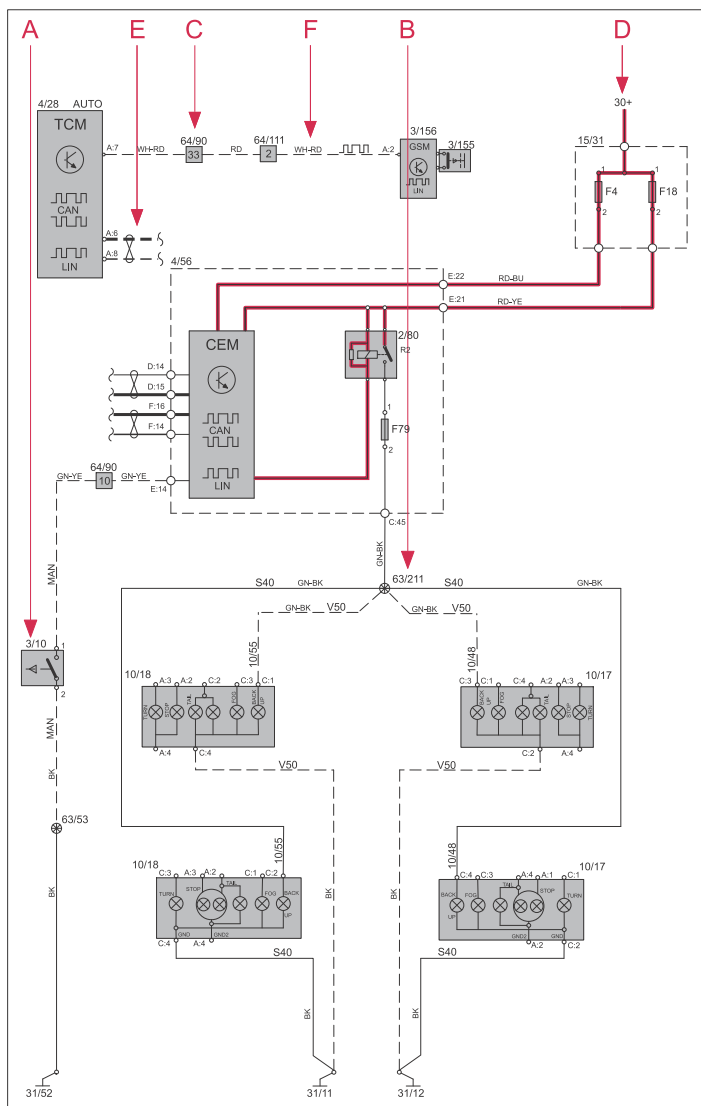 A E C F B D
30+
4/28 AUTO
TCM
CAN
LIN
A:7 WH-RD 64/90 33 RD 64/111 2 WH-RD A:2
3/156
GSM
LIN
3/155
15/31
1 F4 2
1 F18 2
A:6
A:8
4/56
E:22 RD-BU
E:21 RD-YE
CEM
CAN
LIN
2/80
R2
D:14
D:15
F:16
F:14
1
F79
2
64/90
GN-YE 10 GN-YE E:14
C:45
GN-BK
MAN
S40 GN-BK 63/211 S40 GN-BK
GN-BK V50 GN-BK V50
10/55 10/48
3/10
1
2
MAN
BK
10/18 A:3 A:2 C:2 C:3 C:1
TURN STOP TAIL FOG BACK UP
A:4 C:4
C:3 C:1 C:4 A:2 A:3 10/17
BACK UP FOG TAIL STOP TURN
C:2 A:4
V50 V50
63/53
BK
10/18 C:3 A:3 A:2 C:1 C:2 10/55
TURN STOP TAIL FOG BACK UP
GND GND2
C:4 A:4
10/48 C:4 C:3 A:4 A:1 C:1 10/17
BACK UP FOG TAIL STOP TURN
GND2 GND
A:2 C:2
S40 S40
BK BK BK BK
31/52 31/11 31/12